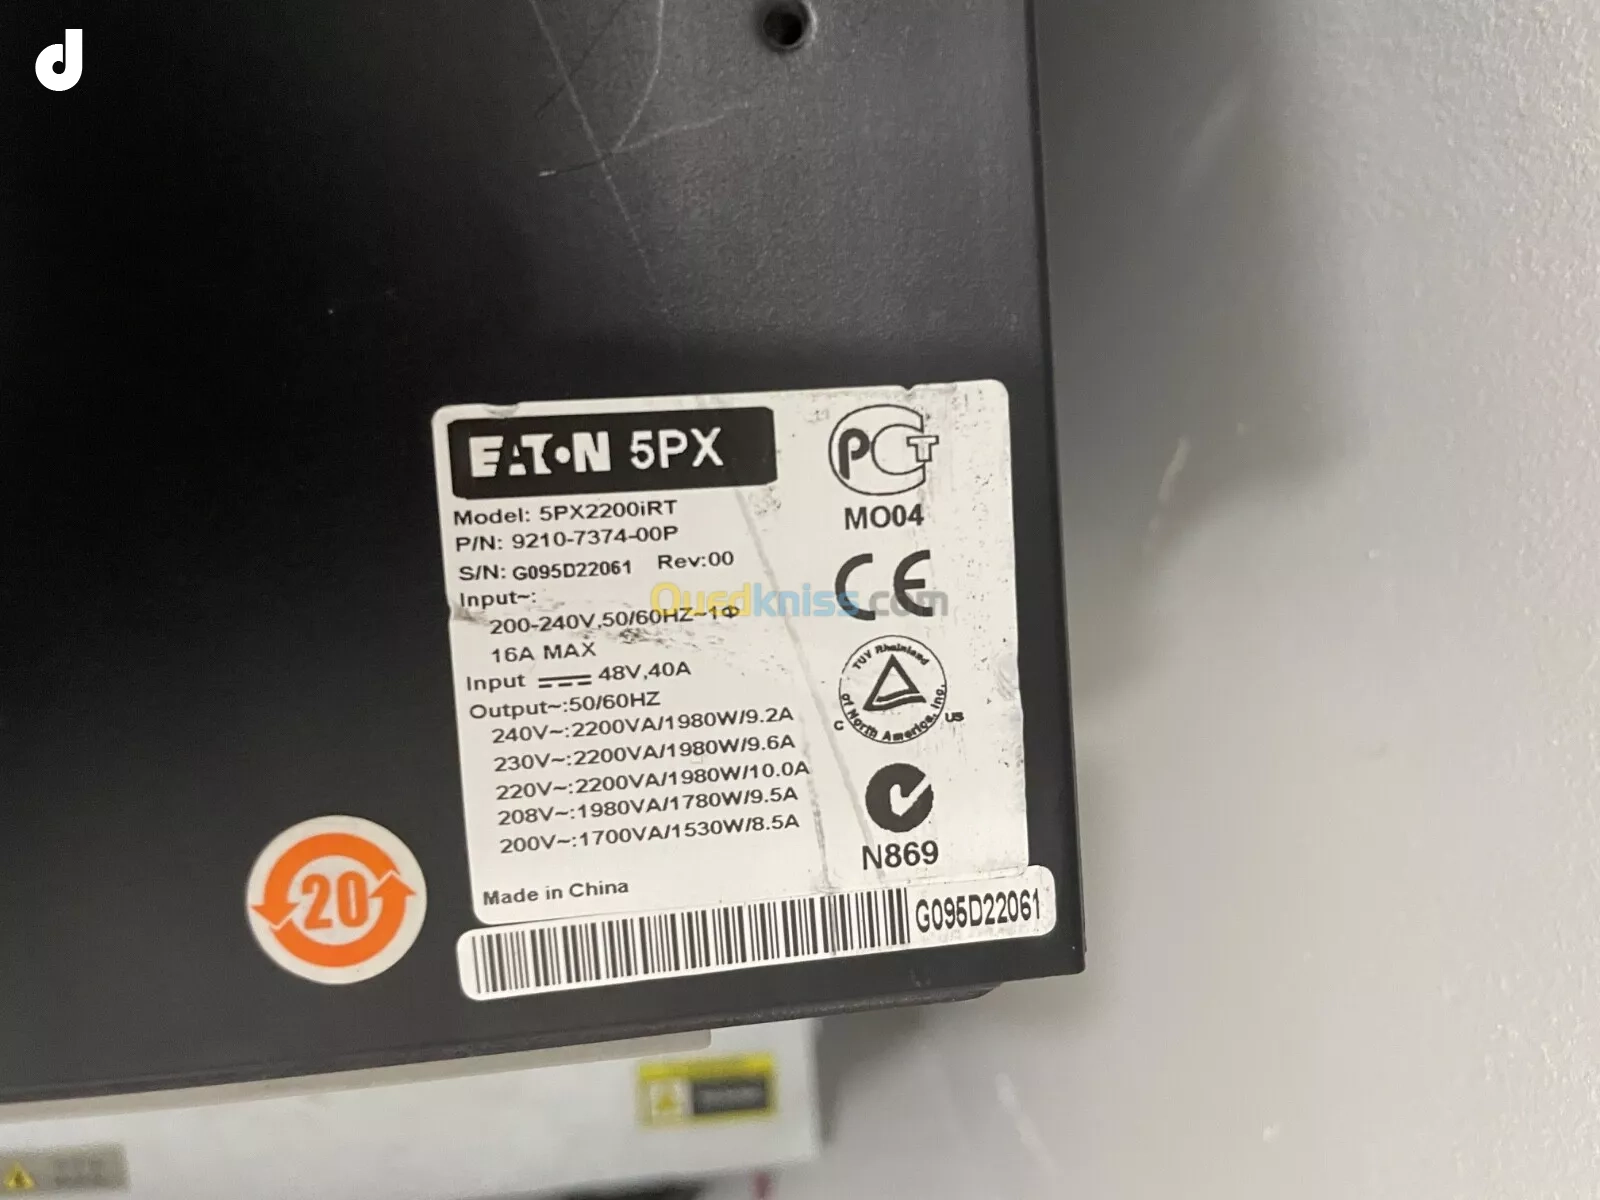 d
EATON 5PX
Model: 5PX2200iRT
P/N: 9210-7374-00P
S/N: G095D22061 Rev:00
Input~:
200-240V,50/60HZ~1Φ
16A MAX
Input 48V,40A
Output~:50/60HZ
240V~:2200VA/1980W/9.2A
230V~:2200VA/1980W/9.6A
220V~:2200VA/1980W/10.0A
208V~:1980VA/1780W/9.5A
200V~:1700VA/1530W/8.5A
Made in China
PCT
MO04
CE
TUV Rheinland
of North America, Inc.
C US
N869
G095D22061
20
Ouedkniss.com